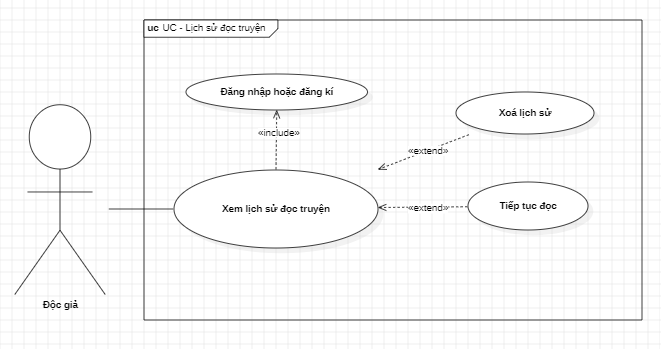 uc UC - Lịch sử đọc truyện
Đăng nhập hoặc đăng kí
Xoá lịch sử
«include»
«extend»
Xem lịch sử đọc truyện
«extend»
Tiếp tục đọc
Độc giả